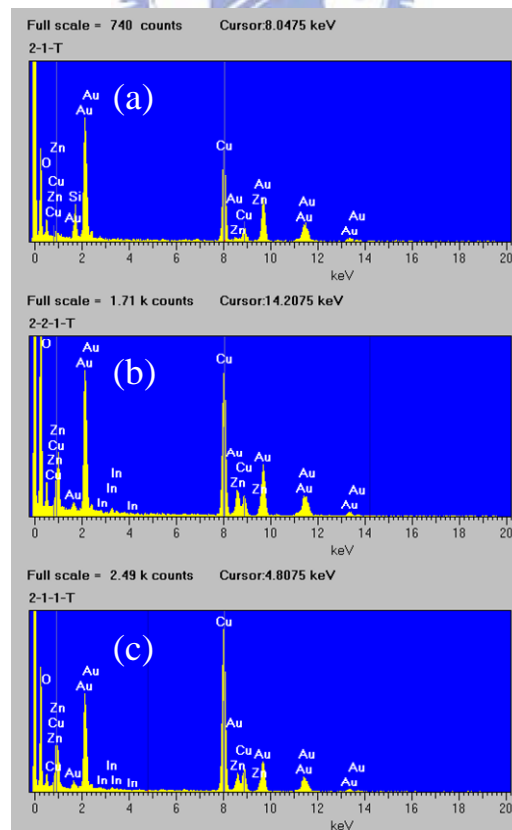 Full scale = 740 counts Cursor:8.0475 keV
2-1-T
(a)
Au
Au
Zn
O
Cu
Zn
Si
Cu
Au
Cu
Au
Zn
Cu
Au
Zn
Au
Au
Au
Au
0 2 4 6 8 10 12 14 16 18 20
keV
Full scale = 1.71 k counts Cursor:14.2075 keV
2-2-1-T
(b)
O
Au
Au
Cu
Zn
Cu
Zn
Cu
Au
In
In
In
In
Au
Cu
Zn
Au
Zn
Au
Au
Au
Au
0 2 4 6 8 10 12 14 16 18 20
keV
Full scale = 2.49 k counts Cursor:4.8075 keV
2-1-1-T
(c)
Cu
O
Au
Au
Zn
Cu
Zn
Cu
Au
In
In
In
In
Au
Cu
Zn
Au
Zn
Au
Au
Au
Au
0 2 4 6 8 10 12 14 16 18 20
keV